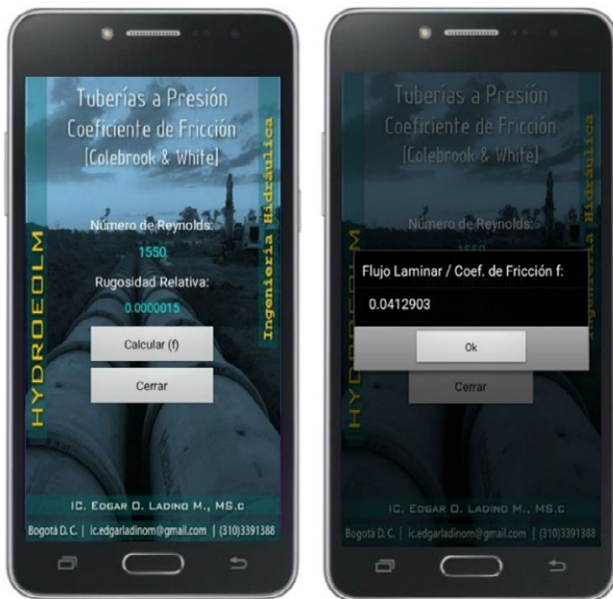 Tuberías a Presión
Coeficiente de Fricción
[Colebrook & White]
Número de Reynolds:
1550
Rugosidad Relativa:
0.0000015
Calcular (f)
Cerrar
HYDROEOLM
Ingeniería Hidráulica
IC. EDGAR O. LADINO M., MS.c
Bogotá D. C. | ic.edgarladinom@gmail.com | (310)3391388
Tuberías a Presión
Coeficiente de Fricción
[Colebrook & White]
Número de Reynolds:
1550
Flujo Laminar / Coef. de Fricción f:
0.0412903
Ok
Cerrar
HYDROEOLM
Ingeniería Hidráulica
IC. EDGAR O. LADINO M., MS.c
Bogotá D. C. | ic.edgarladinom@gmail.com | (310)3391388